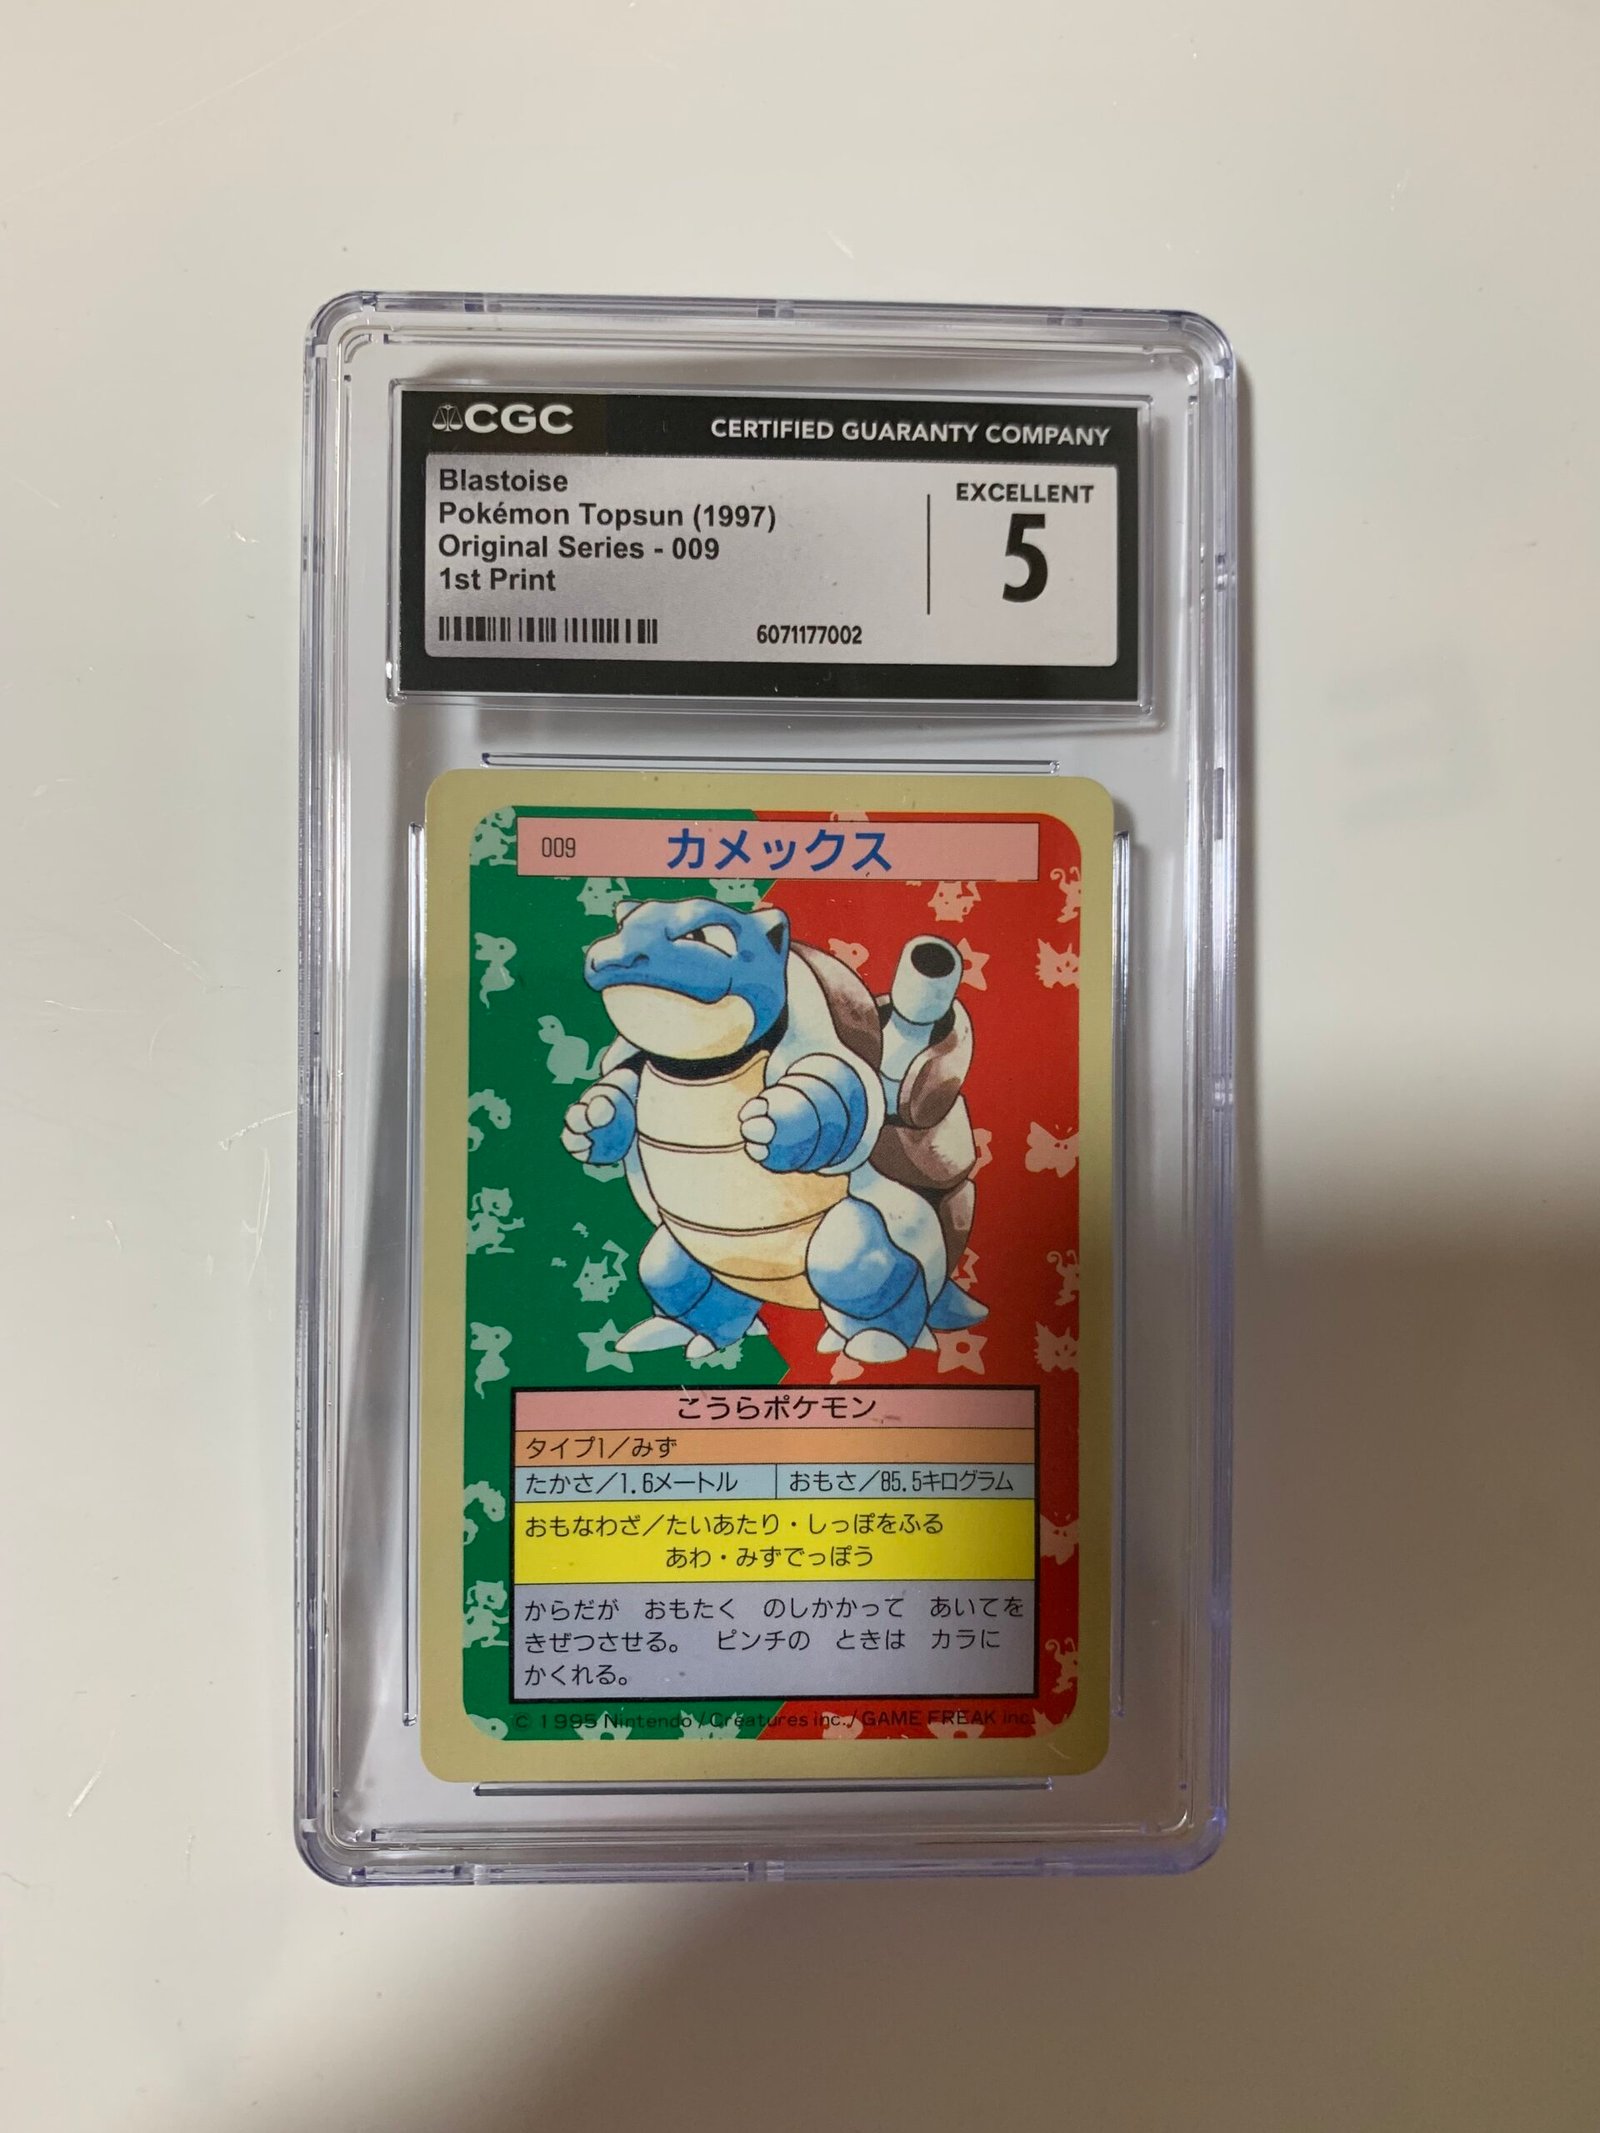 CGC
CERTIFIED GUARANTY COMPANY
Blastoise
Pokémon Topsun (1997)
Original Series - 009
1st Print
EXCELLENT
5
6071177002
009 カメックス
こうらポケモン
タイプ1／みず
たかさ／1.6メートル おもさ／85.5キログラム
おもなわざ／たいあたり・しっぽをふる
あわ・みずでっぽう
からだが おもたく のしかかって あいてを
きぜつさせる。 ピンチの ときは カラに
かくれる。
© 1995 Nintendo / Creatures inc. / GAME FREAK inc.